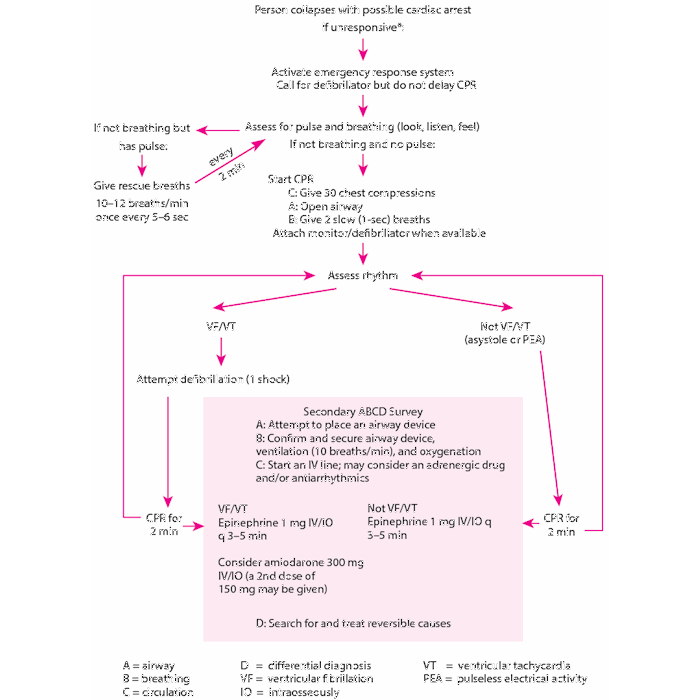 Person collapses with possible cardiac arrest
If unresponsive*:
Activate emergency response system
Call for defibrillator but do not delay CPR
Assess for pulse and breathing (look, listen, feel)
If not breathing and no pulse:
If not breathing but
has pulse:
Give rescue breaths
10–12 breaths/min
once every 5–6 sec
every
2 min
Start CPR
C: Give 30 chest compressions
A: Open airway
B: Give 2 slow (1-sec) breaths
Attach monitor/defibrillator when available
Assess rhythm
VF/VT
Not VF/VT
(asystole or PEA)
Attempt defibrillation (1 shock)
Secondary ABCD Survey
A: Attempt to place an airway device
B: Confirm and secure airway device,
ventilation (10 breaths/min), and oxygenation
C: Start an IV line; may consider an adrenergic drug
and/or antiarrhythmics
CPR for
2 min
VF/VT
Epinephrine 1 mg IV/IO
q 3–5 min
Consider amiodarone 300 mg
IV/IO (a 2nd dose of
150 mg may be given)
Not VF/VT
Epinephrine 1 mg IV/IO q
3–5 min
CPR for
2 min
D: Search for and treat reversible causes
A = airway
B = breathing
C = circulation
D = differential diagnosis
VF = ventricular fibrillation
IO = intraosseously
VT = ventricular tachycardia
PEA = pulseless electrical activity